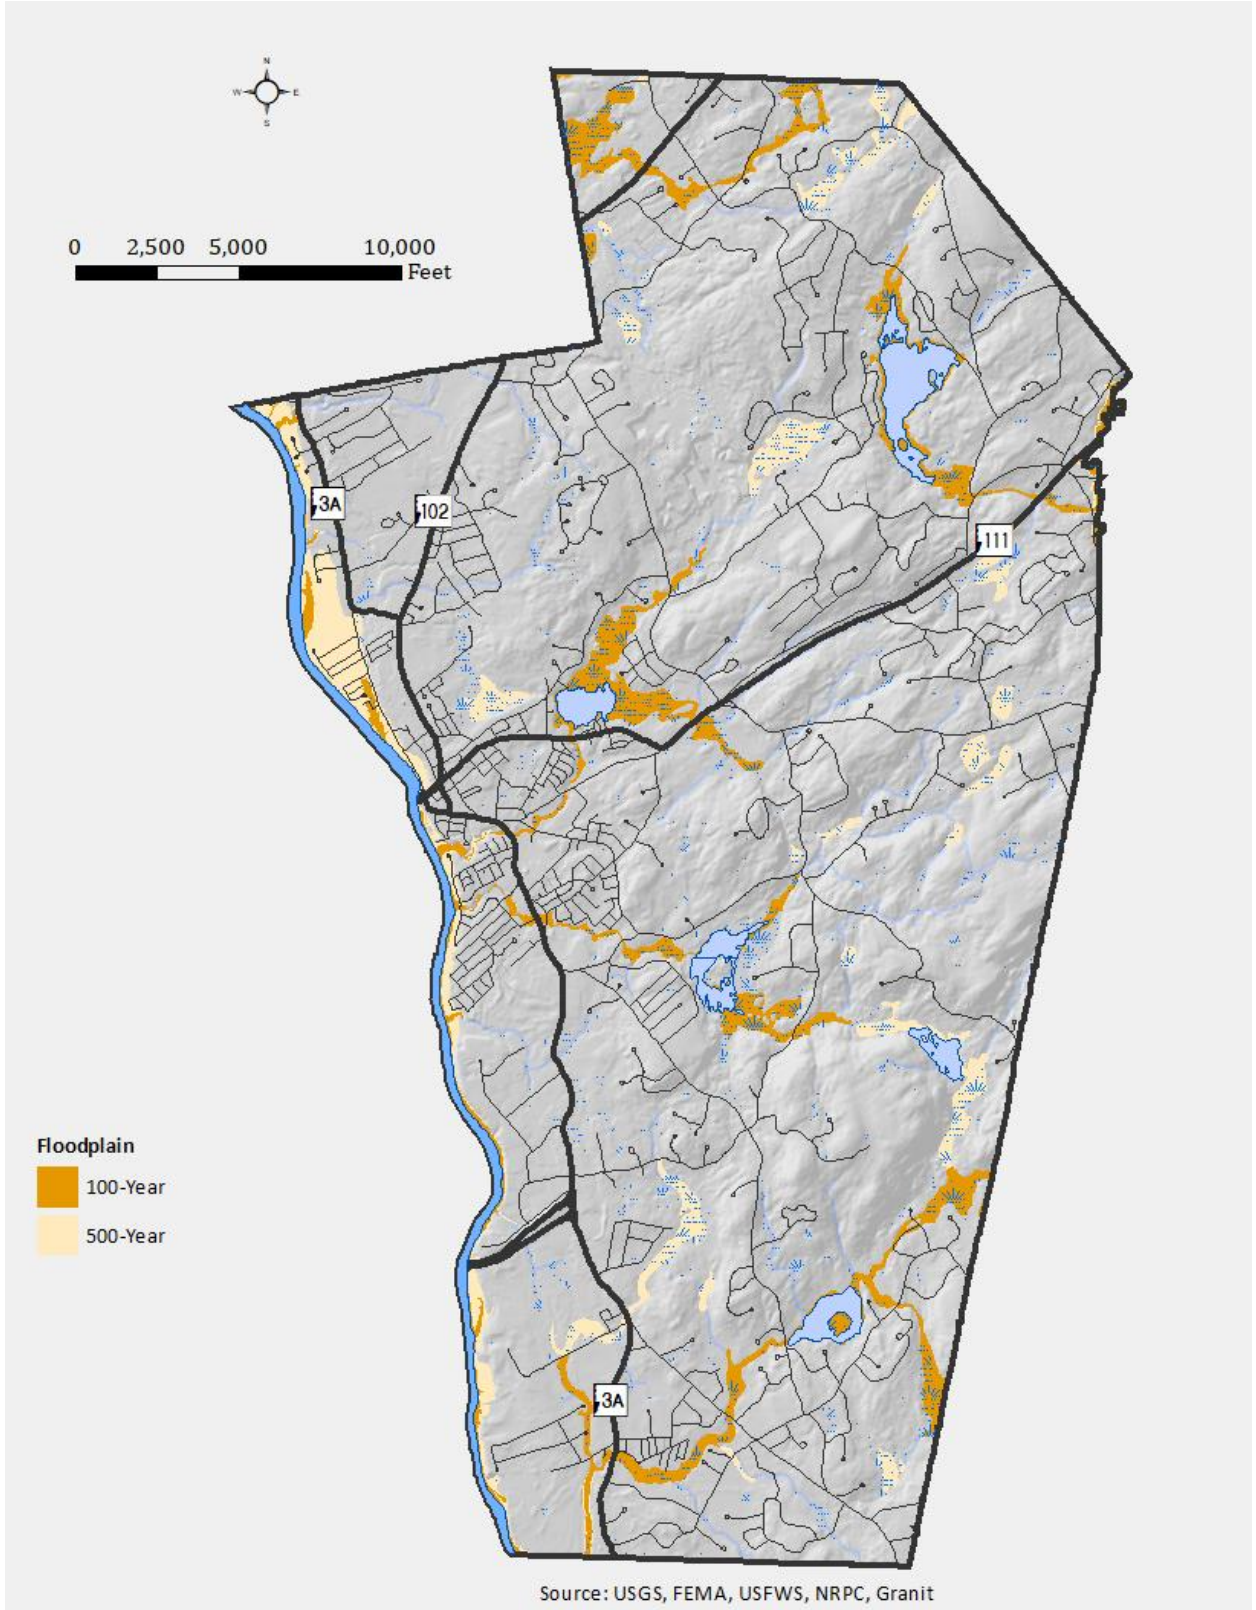 N
W E
S
0 2,500 5,000 10,000
Feet
3A
102
111
Floodplain
100-Year
500-Year
3A
Source: USGS, FEMA, USFWS, NRPC, Granit